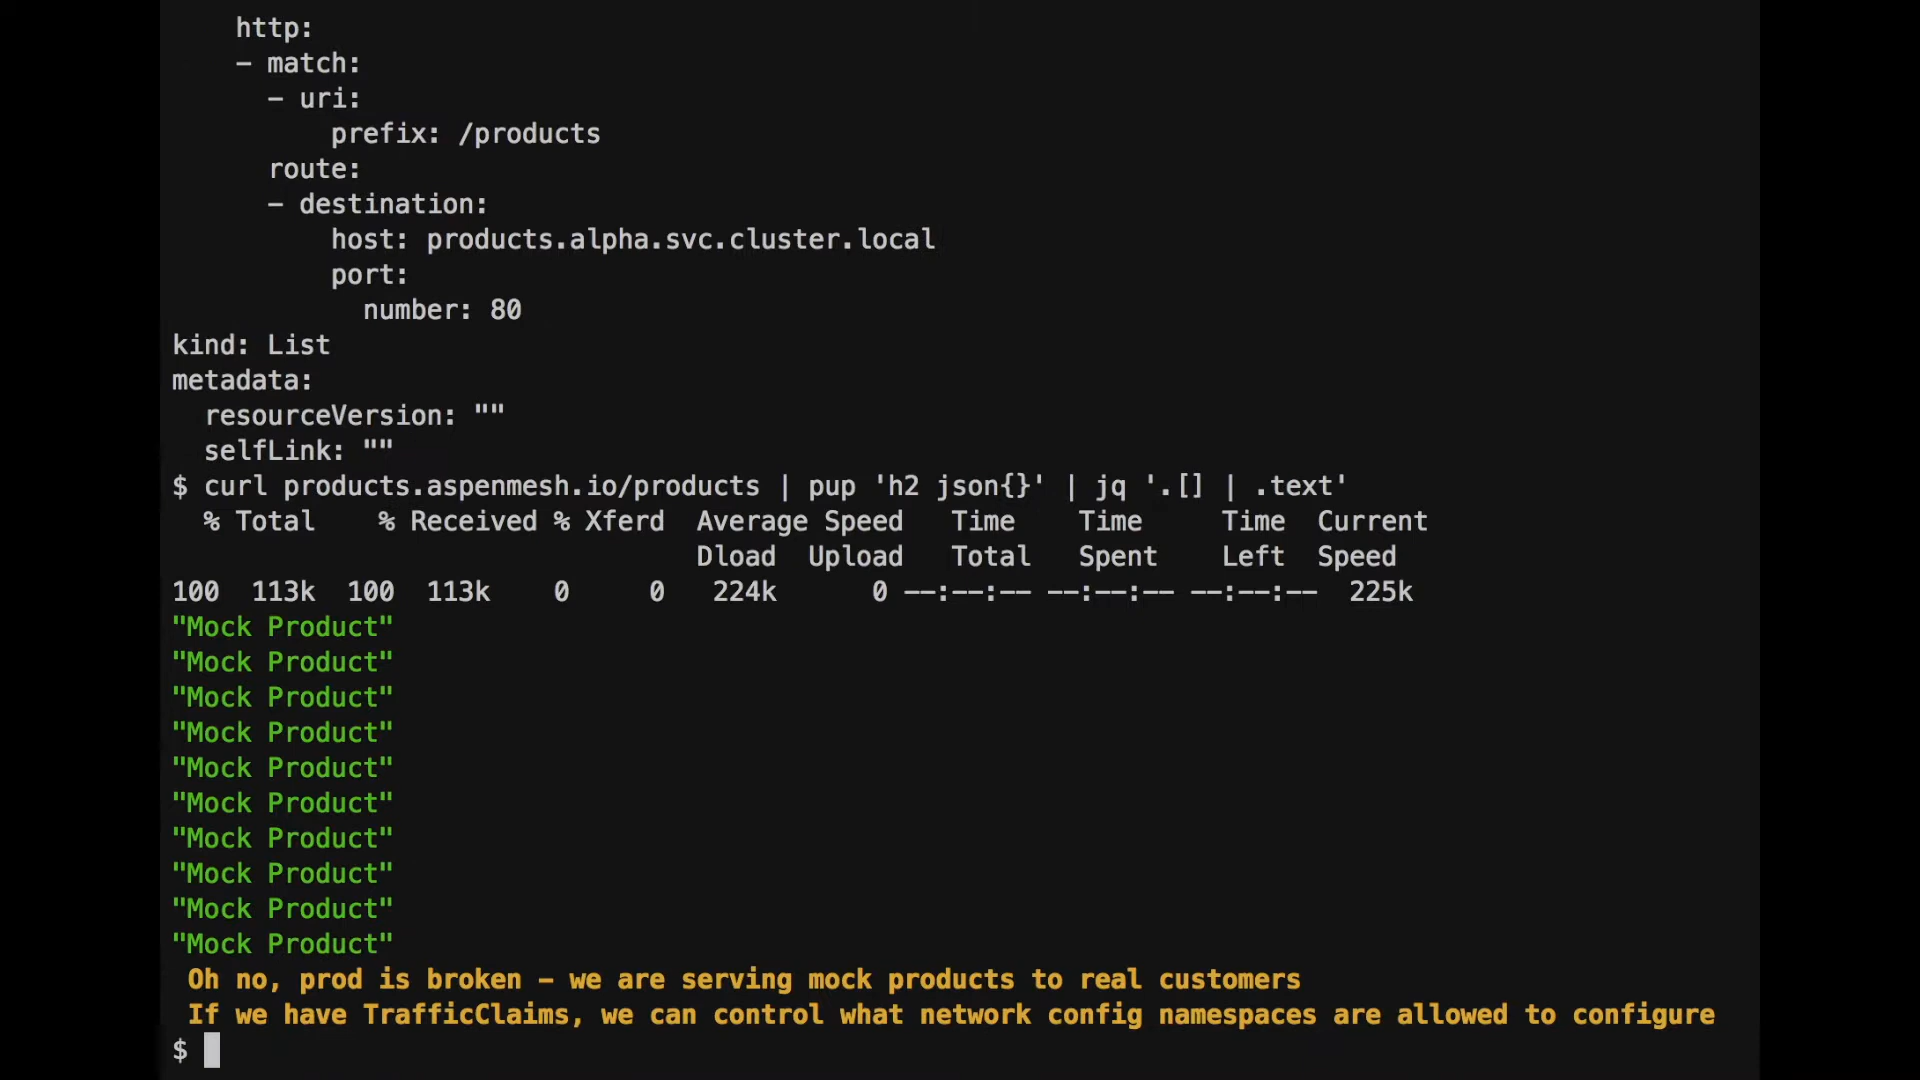 http:
- match:
- uri:
prefix: /products
route:
- destination:
host: products.alpha.svc.cluster.local
port:
number: 80
kind: List
metadata:
resourceVersion: ""
selfLink: ""
$ curl products.aspenmesh.io/products | pup 'h2 json{}' | jq '.[] | .text'
% Total % Received % Xferd Average Speed Time Time Time Current
Dload Upload Total Spent Left Speed
100 113k 100 113k 0 0 224k 0 --:--:-- --:--:-- --:--:-- 225k
"Mock Product"
"Mock Product"
"Mock Product"
"Mock Product"
"Mock Product"
"Mock Product"
"Mock Product"
"Mock Product"
"Mock Product"
"Mock Product"
Oh no, prod is broken - we are serving mock products to real customers
If we have TrafficClaims, we can control what network config namespaces are allowed to configure
$